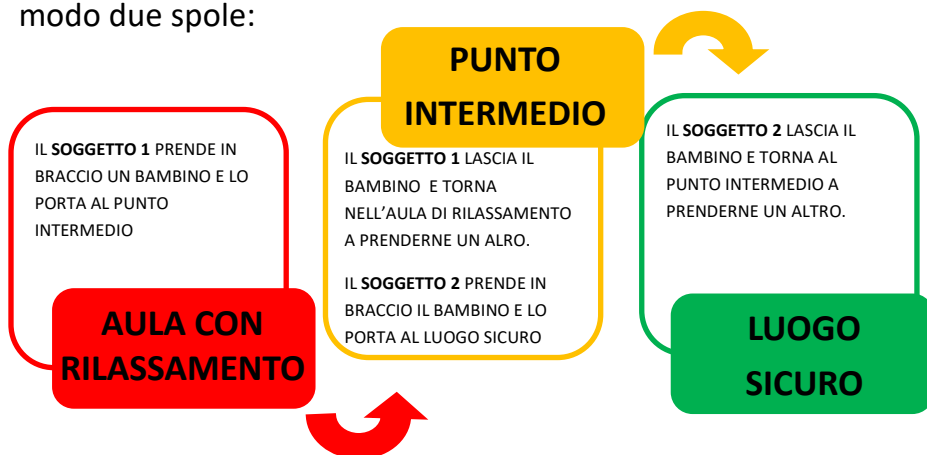 modo due spole:
IL SOGGETTO 1 PRENDE IN
BRACCIO UN BAMBINO E LO
PORTA AL PUNTO
INTERMEDIO
AULA CON
RILASSAMENTO
PUNTO
INTERMEDIO
IL SOGGETTO 1 LASCIA IL
BAMBINO E TORNA
NELL’AULA DI RILASSAMENTO
A PRENDERNE UN ALRO.
IL SOGGETTO 2 PRENDE IN
BRACCIO IL BAMBINO E LO
PORTA AL LUOGO SICURO
IL SOGGETTO 2 LASCIA IL
BAMBINO E TORNA AL
PUNTO INTERMEDIO A
PRENDERNE UN ALTRO.
LUOGO
SICURO